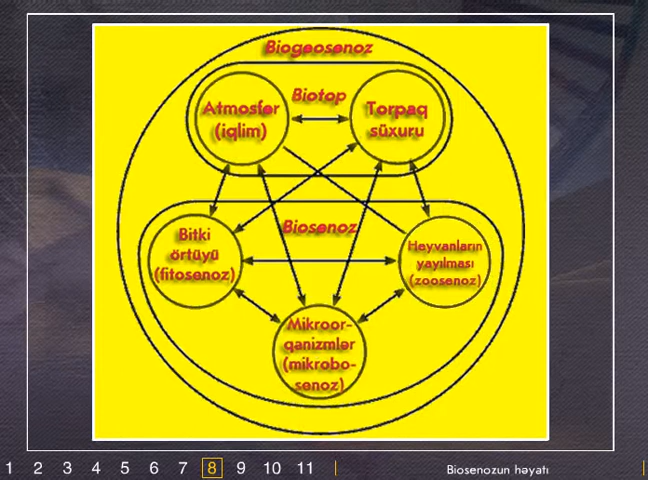 Biogeosenoz
Biotop
Atmosfer
(iqlim)
Torpaq
süxuru
Biosenoz
Bitki
örtüyü
(fitosenoz)
Heyvanların
yayılması
(zoosenoz)
Mikroor-
qanizmlər
(mikrobo-
senoz)
1 2 3 4 5 6 7 8 9 10 11
Biosenozun həyatı